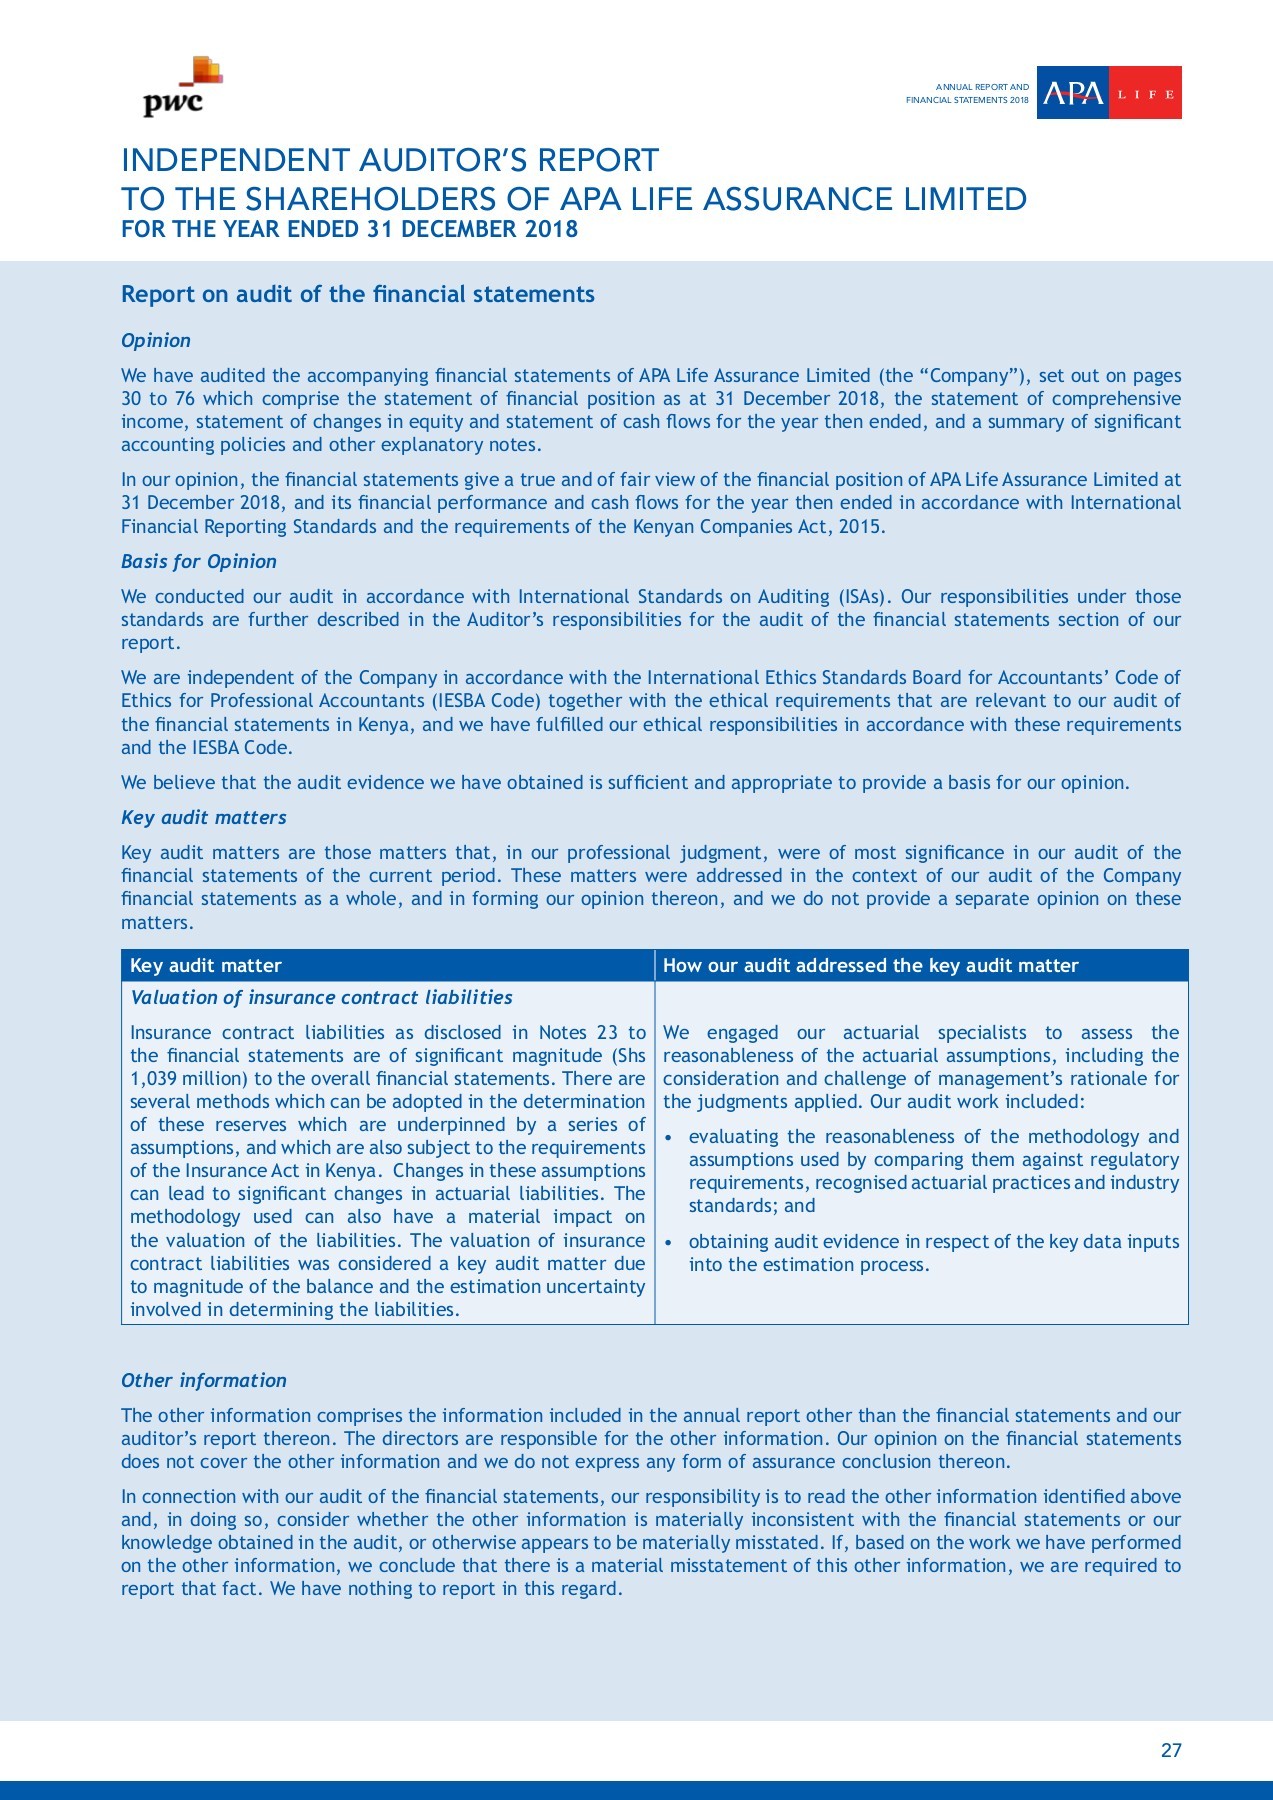 pwc
ANNUAL REPORT AND
FINANCIAL STATEMENTS 2018
APA LIFE
INDEPENDENT AUDITOR’S REPORT
TO THE SHAREHOLDERS OF APA LIFE ASSURANCE LIMITED
FOR THE YEAR ENDED 31 DECEMBER 2018
Report on audit of the financial statements
Opinion
We have audited the accompanying financial statements of APA Life Assurance Limited (the “Company”), set out on pages
30 to 76 which comprise the statement of financial position as at 31 December 2018, the statement of comprehensive
income, statement of changes in equity and statement of cash flows for the year then ended, and a summary of significant
accounting policies and other explanatory notes.
In our opinion, the financial statements give a true and of fair view of the financial position of APA Life Assurance Limited at
31 December 2018, and its financial performance and cash flows for the year then ended in accordance with International
Financial Reporting Standards and the requirements of the Kenyan Companies Act, 2015.
Basis for Opinion
We conducted our audit in accordance with International Standards on Auditing (ISAs). Our responsibilities under those
standards are further described in the Auditor’s responsibilities for the audit of the financial statements section of our
report.
We are independent of the Company in accordance with the International Ethics Standards Board for Accountants’ Code of
Ethics for Professional Accountants (IESBA Code) together with the ethical requirements that are relevant to our audit of
the financial statements in Kenya, and we have fulfilled our ethical responsibilities in accordance with these requirements
and the IESBA Code.
We believe that the audit evidence we have obtained is sufficient and appropriate to provide a basis for our opinion.
Key audit matters
Key audit matters are those matters that, in our professional judgment, were of most significance in our audit of the
financial statements of the current period. These matters were addressed in the context of our audit of the Company
financial statements as a whole, and in forming our opinion thereon, and we do not provide a separate opinion on these
matters.
Key audit matter
Valuation of insurance contract liabilities
Insurance contract liabilities as disclosed in Notes 23 to
the financial statements are of significant magnitude (Shs
1,039 million) to the overall financial statements. There are
several methods which can be adopted in the determination
of these reserves which are underpinned by a series of
assumptions, and which are also subject to the requirements
of the Insurance Act in Kenya. Changes in these assumptions
can lead to significant changes in actuarial liabilities. The
methodology used can also have a material impact on
the valuation of the liabilities. The valuation of insurance
contract liabilities was considered a key audit matter due
to magnitude of the balance and the estimation uncertainty
involved in determining the liabilities.
How our audit addressed the key audit matter
We engaged our actuarial specialists to assess the
reasonableness of the actuarial assumptions, including the
consideration and challenge of management’s rationale for
the judgments applied. Our audit work included:
• evaluating the reasonableness of the methodology and
assumptions used by comparing them against regulatory
requirements, recognised actuarial practices and industry
standards; and
• obtaining audit evidence in respect of the key data inputs
into the estimation process.
Other information
The other information comprises the information included in the annual report other than the financial statements and our
auditor’s report thereon. The directors are responsible for the other information. Our opinion on the financial statements
does not cover the other information and we do not express any form of assurance conclusion thereon.
In connection with our audit of the financial statements, our responsibility is to read the other information identified above
and, in doing so, consider whether the other information is materially inconsistent with the financial statements or our
knowledge obtained in the audit, or otherwise appears to be materially misstated. If, based on the work we have performed
on the other information, we conclude that there is a material misstatement of this other information, we are required to
report that fact. We have nothing to report in this regard.
27